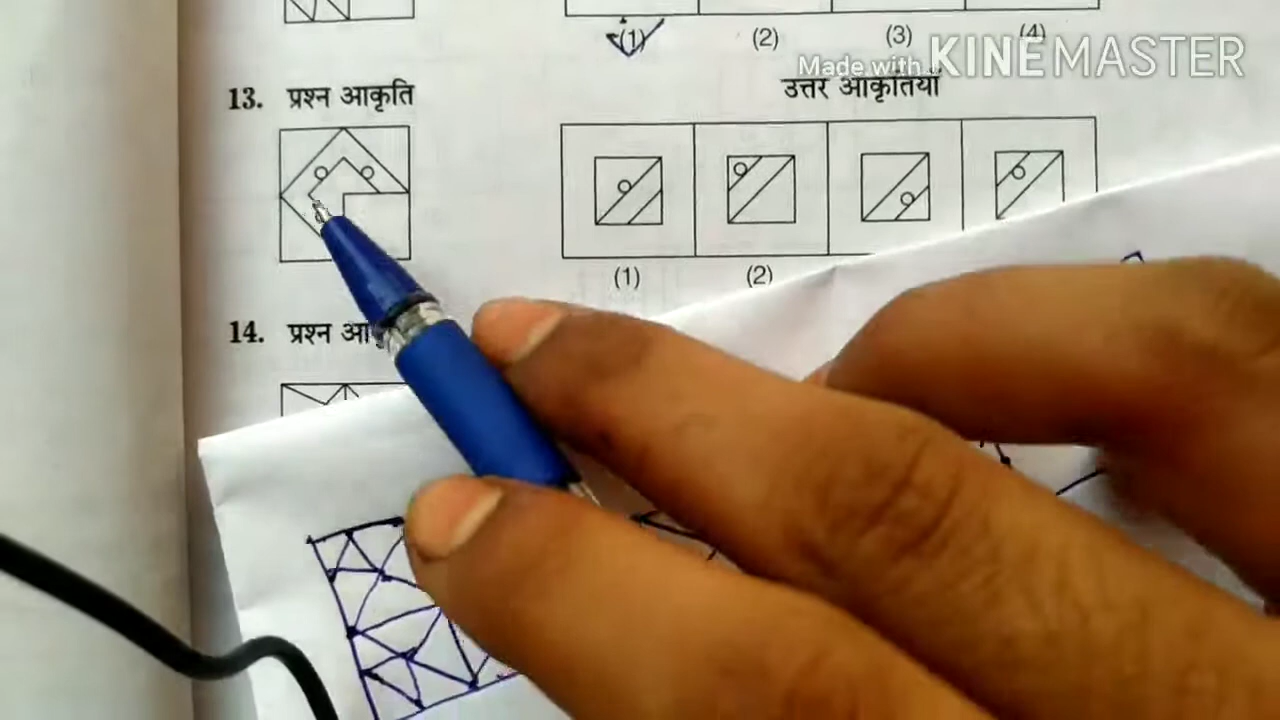 (1) (2) (3) (4)
Made with KINEMASTER
13. प्रश्न आकृति
उत्तर आकृतियाँ
(1) (2)
14. प्रश्न